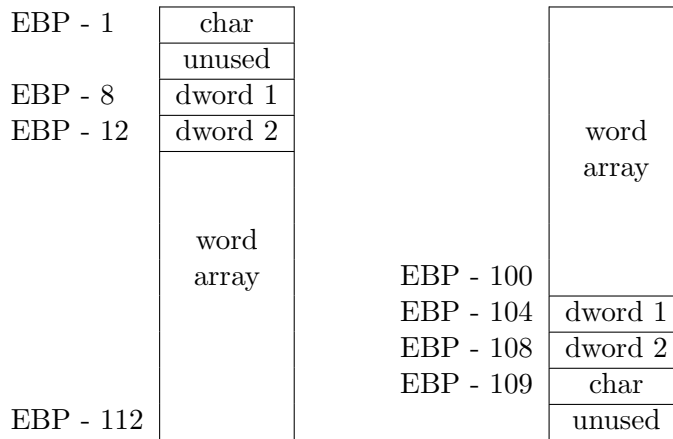 EBP - 1 char
unused
EBP - 8 dword 1
EBP - 12 dword 2
word
array
EBP - 112
word
array
EBP - 100
EBP - 104 dword 1
EBP - 108 dword 2
EBP - 109 char
unused